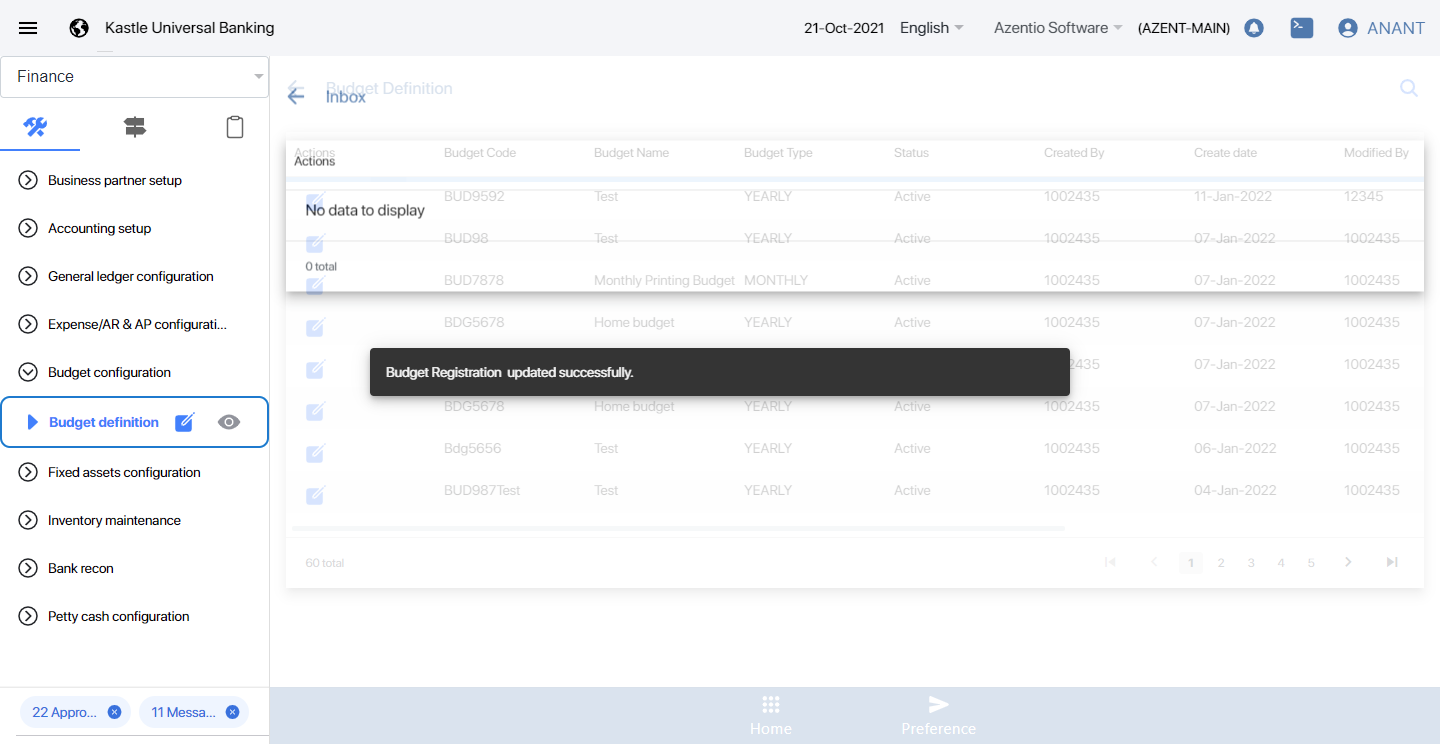 Kastle Universal Banking
21-Oct-2021 English Azentio Software (AZENT-MAIN) ANANT
Finance
Business partner setup
Accounting setup
General ledger configuration
Expense/AR & AP configurati...
Budget configuration
Budget definition
Fixed assets configuration
Inventory maintenance
Bank recon
Petty cash configuration
22 Appro... 11 Messa...
Budget Definition
Inbox
Actions Budget Code Budget Name Budget Type Status Created By Create date Modified By
Actions
BUD9592 Test YEARLY Active 1002435 11-Jan-2022 12345
No data to display
BUD98 Test YEARLY Active 1002435 07-Jan-2022 1002435
0 total
BUD7878 Monthly Printing Budget MONTHLY Active 1002435 07-Jan-2022 1002435
BDG5678 Home budget YEARLY Active 1002435 07-Jan-2022 1002435
2435 07-Jan-2022 1002435
Budget Registration updated successfully.
BDG5678 Home budget YEARLY Active 1002435 07-Jan-2022 1002435
Bdg5656 Test YEARLY Active 1002435 06-Jan-2022 1002435
BUD987Test Test YEARLY Active 1002435 04-Jan-2022 1002435
60 total 1 2 3 4 5
Home Preference